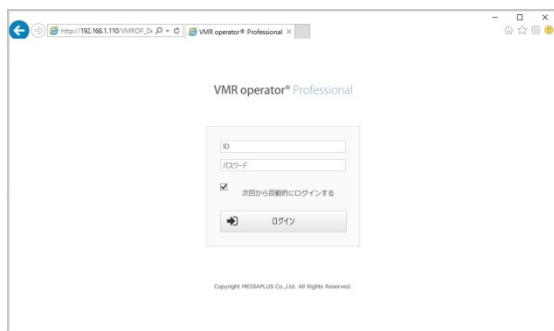 http://192.168.1.110/VMROP_De
VMR operator® Professional
VMR operator® Professional
ID
パスワード
次回から自動的にログインする
ログイン
Copyright MEDIAPLUS Co.,Ltd. All Rights Reserved.